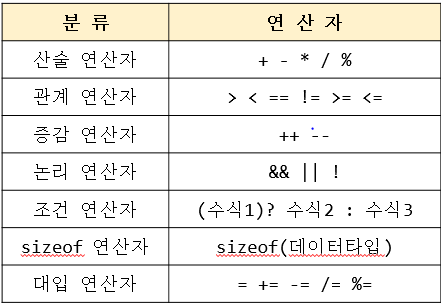 분 류 연 산 자
산술 연산자 + - * / %
관계 연산자 > < == != >= <=
증감 연산자 ++ --
논리 연산자 && || !
조건 연산자 (수식1)? 수식2 : 수식3
sizeof 연산자 sizeof(데이터타입)
대입 연산자 = += -= /= %=